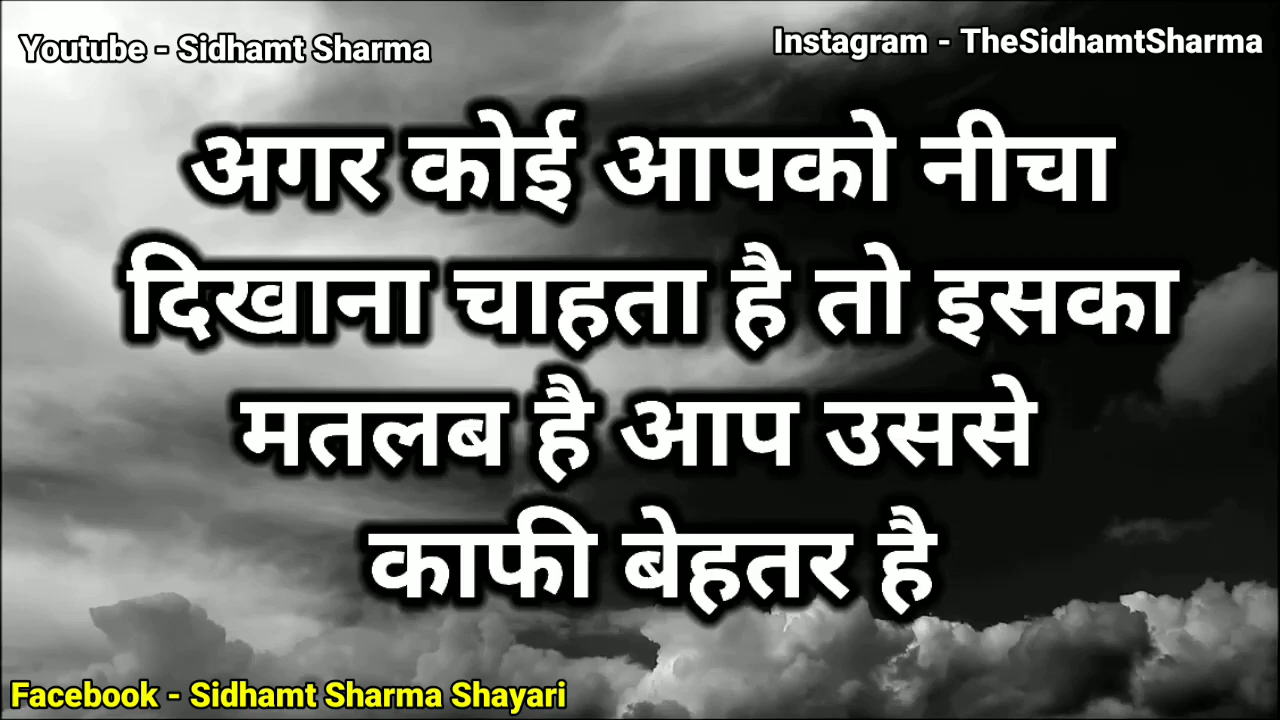 Youtube - Sidhamt Sharma
Instagram - TheSidhamtSharma
अगर कोई आपको नीचा
दिखाना चाहता है तो इसका
मतलब है आप उससे
काफी बेहतर है
Facebook - Sidhamt Sharma Shayari